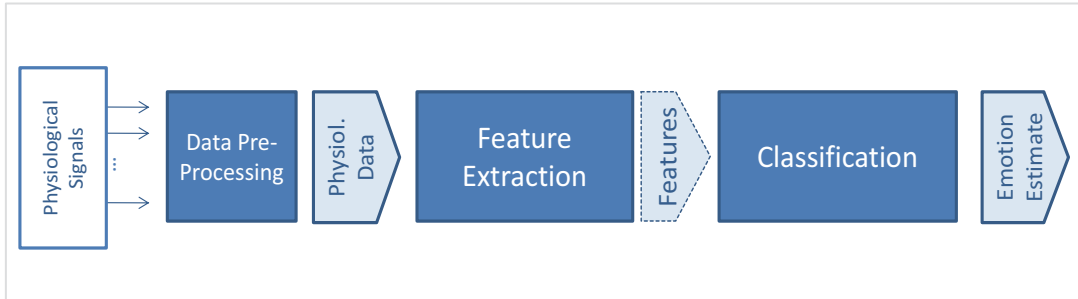 Physiological
Signals
...
Data Pre-
Processing
Physiol.
Data
Feature
Extraction
Features
Classification
Emotion
Estimate